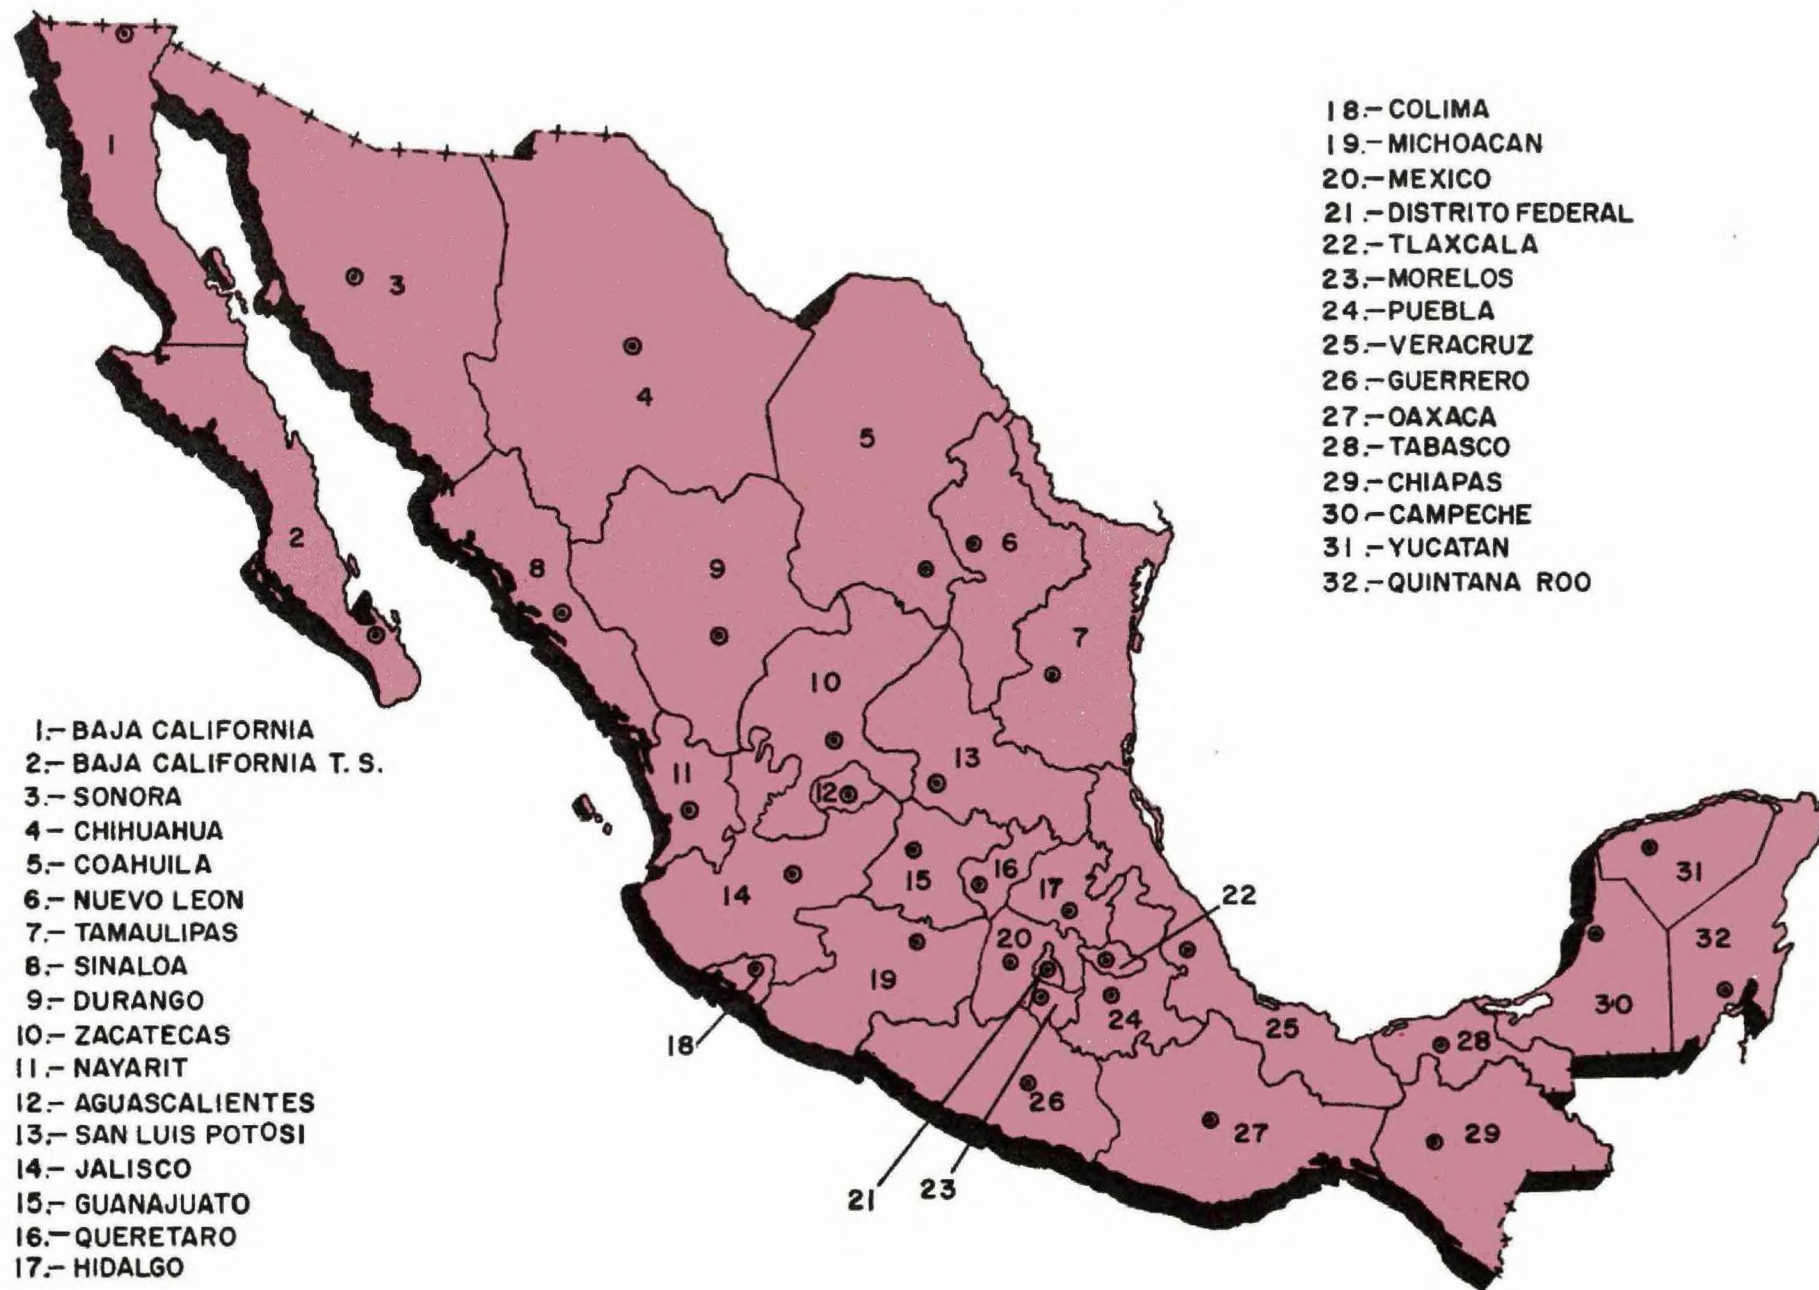 18.-COLIMA
19.-MICHOACAN
20.-MEXICO
21.-DISTRITO FEDERAL
22.-TLAXCALA
23.-MORELOS
24.-PUEBLA
25.-VERACRUZ
26.-GUERRERO
27.-OAXACA
28.-TABASCO
29.-CHIAPAS
30.-CAMPECHE
31.-YUCATAN
32.-QUINTANA ROO
1
3
4
5
2
8
9
6
7
10
11
12
13
14
15
16
17
22
19
20
18
21
23
24
25
26
27
28
29
30
31
32
1.-BAJA CALIFORNIA
2.-BAJA CALIFORNIA T. S.
3.-SONORA
4-CHIHUAHUA
5.-COAHUILA
6.-NUEVO LEON
7.-TAMAULIPAS
8.-SINALOA
9.-DURANGO
10.-ZACATECAS
11.-NAYARIT
12.-AGUASCALIENTES
13.-SAN LUIS POTOSI
14.-JALISCO
15.-GUANAJUATO
16.-QUERETARO
17.-HIDALGO